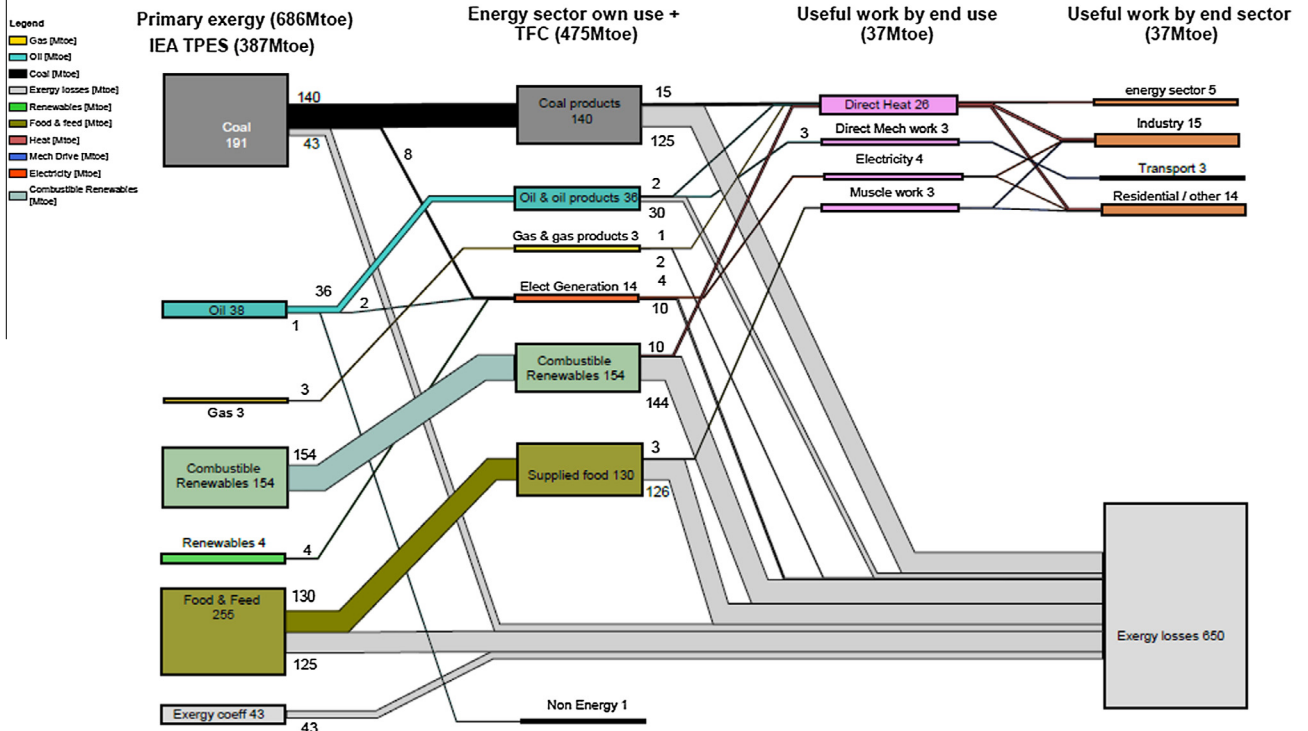 Legend
Gas [Mtoe]
Oil [Mtoe]
Coal [Mtoe]
Exergy losses [Mtoe]
Renewables [Mtoe]
Food & feed [Mtoe]
Heat [Mtoe]
Mech Drive [Mtoe]
Electricity [Mtoe]
Combustible Renewables
[Mtoe]
Primary exergy (686Mtoe)
IEA TPES (387Mtoe)
Energy sector own use +
TFC (475Mtoe)
Useful work by end use
(37Mtoe)
Useful work by end sector
(37Mtoe)
Coal
191
140
43
8
Oil 38
36
2
1
3
Gas 3
154
Combustible
Renewables 154
Renewables 4
4
Food & Feed
255
130
125
Exergy coeff 43
43
Coal products
140
15
125
Oil & oil products 36
2
30
Gas & gas products 3
1
2
Elect Generation 14
4
10
Combustible
Renewables 154
10
144
Supplied food 130
3
126
Non Energy 1
Direct Heat 26
3
Direct Mech work 3
Electricity 4
Muscle work 3
energy sector 5
Industry 15
Transport 3
Residential / other 14
Exergy losses 650